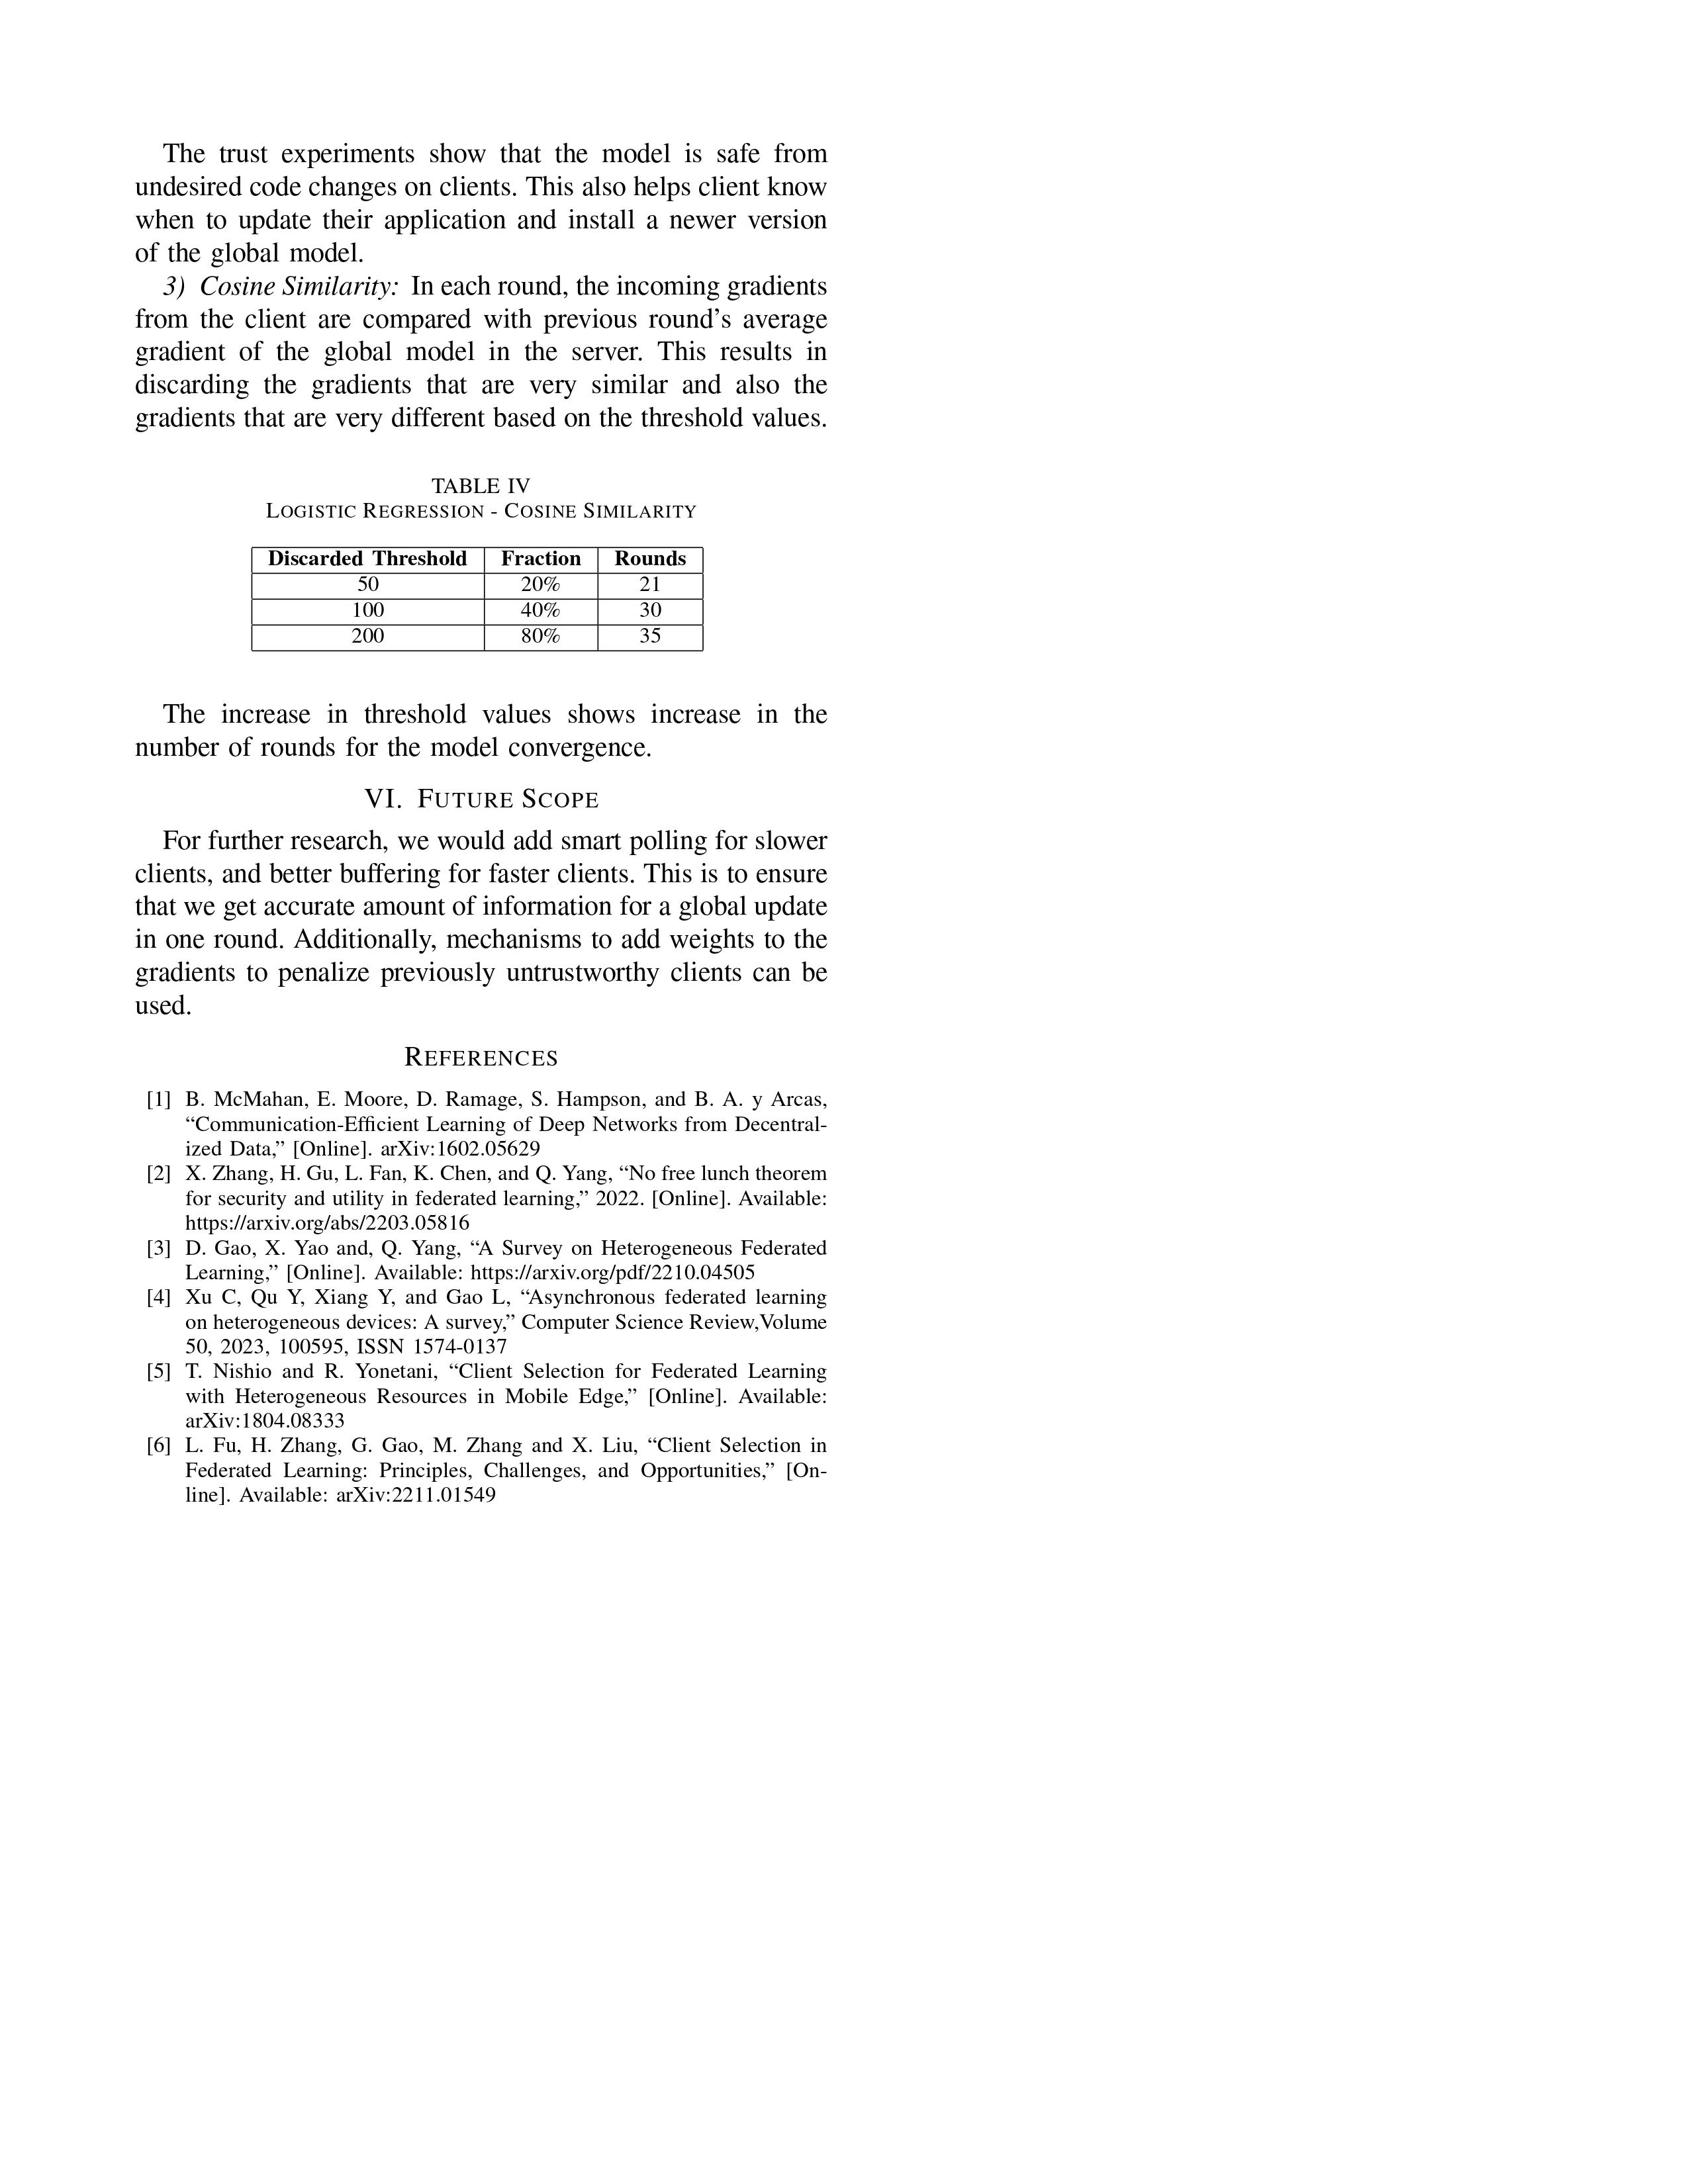 The trust experiments show that the model is safe from
undesired code changes on clients. This also helps client know
when to update their application and install a newer version
of the global model.
3) Cosine Similarity: In each round, the incoming gradients
from the client are compared with previous round's average
gradient of the global model in the server. This results in
discarding the gradients that are very similar and also the
gradients that are very different based on the threshold values.
TABLE IV
LOGISTIC REGRESSION - COSINE SIMILARITY
Discarded Threshold Fraction Rounds
50 20% 21
100 40% 30
200 80% 35
The increase in threshold values shows increase in the
number of rounds for the model convergence.
VI. FUTURE SCOPE
For further research, we would add smart polling for slower
clients, and better buffering for faster clients. This is to ensure
that we get accurate amount of information for a global update
in one round. Additionally, mechanisms to add weights to the
gradients to penalize previously untrustworthy clients can be
used.
REFERENCES
[1] B. McMahan, E. Moore, D. Ramage, S. Hampson, and B. A. y Arcas,
“Communication-Efficient Learning of Deep Networks from Decentral-
ized Data,” [Online]. arXiv:1602.05629
[2] X. Zhang, H. Gu, L. Fan, K. Chen, and Q. Yang, “No free lunch theorem
for security and utility in federated learning,” 2022. [Online]. Available:
https://arxiv.org/abs/2203.05816
[3] D. Gao, X. Yao and, Q. Yang, “A Survey on Heterogeneous Federated
Learning,” [Online]. Available: https://arxiv.org/pdf/2210.04505
[4] Xu C, Qu Y, Xiang Y, and Gao L, “Asynchronous federated learning
on heterogeneous devices: A survey,” Computer Science Review,Volume
50, 2023, 100595, ISSN 1574-0137
[5] T. Nishio and R. Yonetani, “Client Selection for Federated Learning
with Heterogeneous Resources in Mobile Edge,” [Online]. Available:
arXiv:1804.08333
[6] L. Fu, H. Zhang, G. Gao, M. Zhang and X. Liu, “Client Selection in
Federated Learning: Principles, Challenges, and Opportunities,” [On-
line]. Available: arXiv:2211.01549